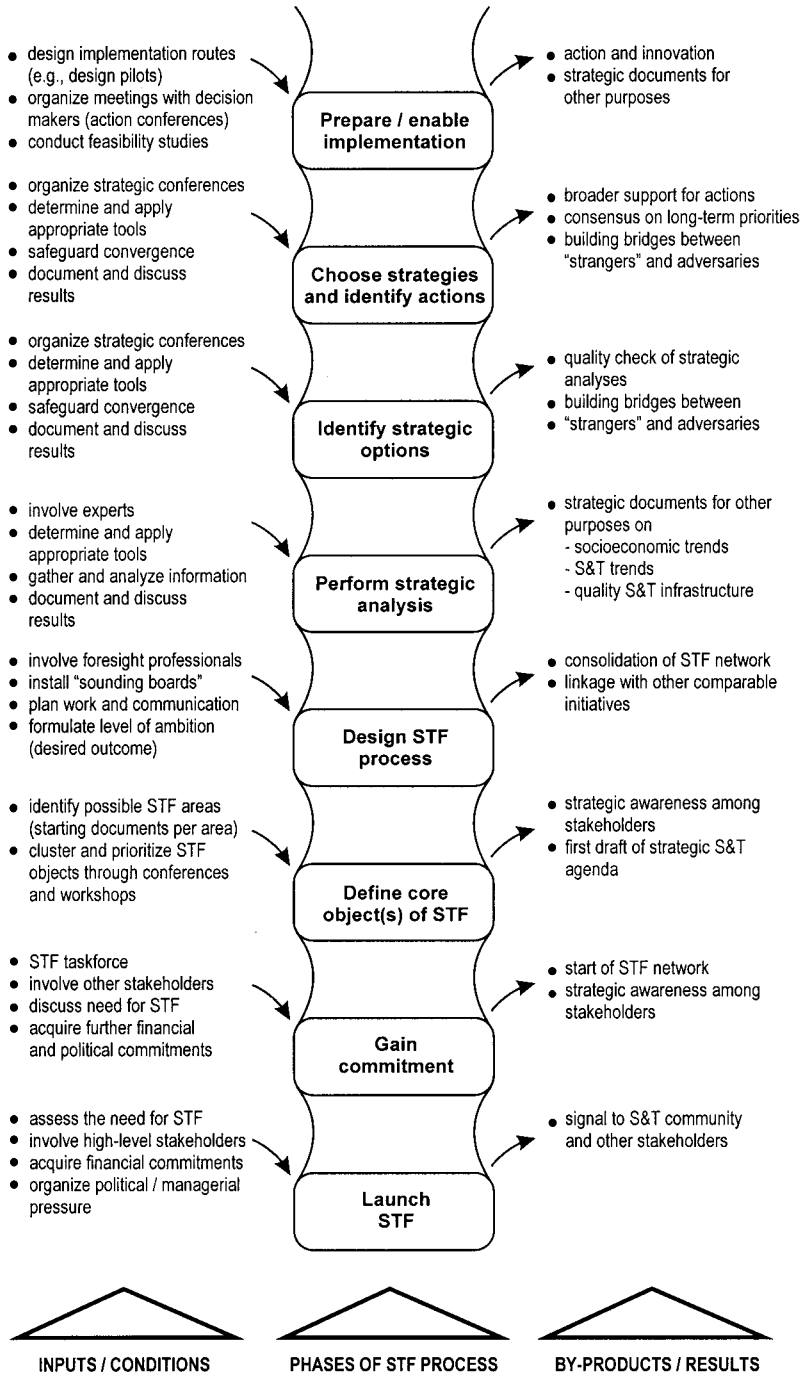 ● design implementation routes
(e.g., design pilots)
● organize meetings with decision
makers (action conferences)
● conduct feasibility studies
Prepare / enable
implementation
● action and innovation
● strategic documents for
other purposes
● organize strategic conferences
● determine and apply
appropriate tools
● safeguard convergence
● document and discuss
results
Choose strategies
and identify actions
● broader support for actions
● consensus on long-term priorities
● building bridges between
“strangers” and adversaries
● organize strategic conferences
● determine and apply
appropriate tools
● safeguard convergence
● document and discuss
results
Identify strategic
options
● quality check of strategic
analyses
● building bridges between
● “strangers” and adversaries
● involve experts
● determine and apply
appropriate tools
● gather and analyze information
● document and discuss
results
Perform strategic
analysis
● strategic documents for other
purposes on
- socioeconomic trends
- S&T trends
- quality S&T infrastructure
● involve foresight professionals
● install “sounding boards”
● plan work and communication
● formulate level of ambition
(desired outcome)
Design STF
process
● consolidation of STF network
● linkage with other comparable
initiatives
● identify possible STF areas
(starting documents per area)
● cluster and prioritize STF
objects through conferences
and workshops
Define core
object(s) of STF
● strategic awareness among
stakeholders
● first draft of strategic S&T
agenda
● STF taskforce
● involve other stakeholders
● discuss need for STF
● acquire further financial
and political commitments
Gain
commitment
● start of STF network
● strategic awareness among
stakeholders
● assess the need for STF
● involve high-level stakeholders
● acquire financial commitments
● organize political / managerial
pressure
Launch
STF
● signal to S&T community
and other stakeholders
INPUTS / CONDITIONS
PHASES OF STF PROCESS
BY-PRODUCTS / RESULTS